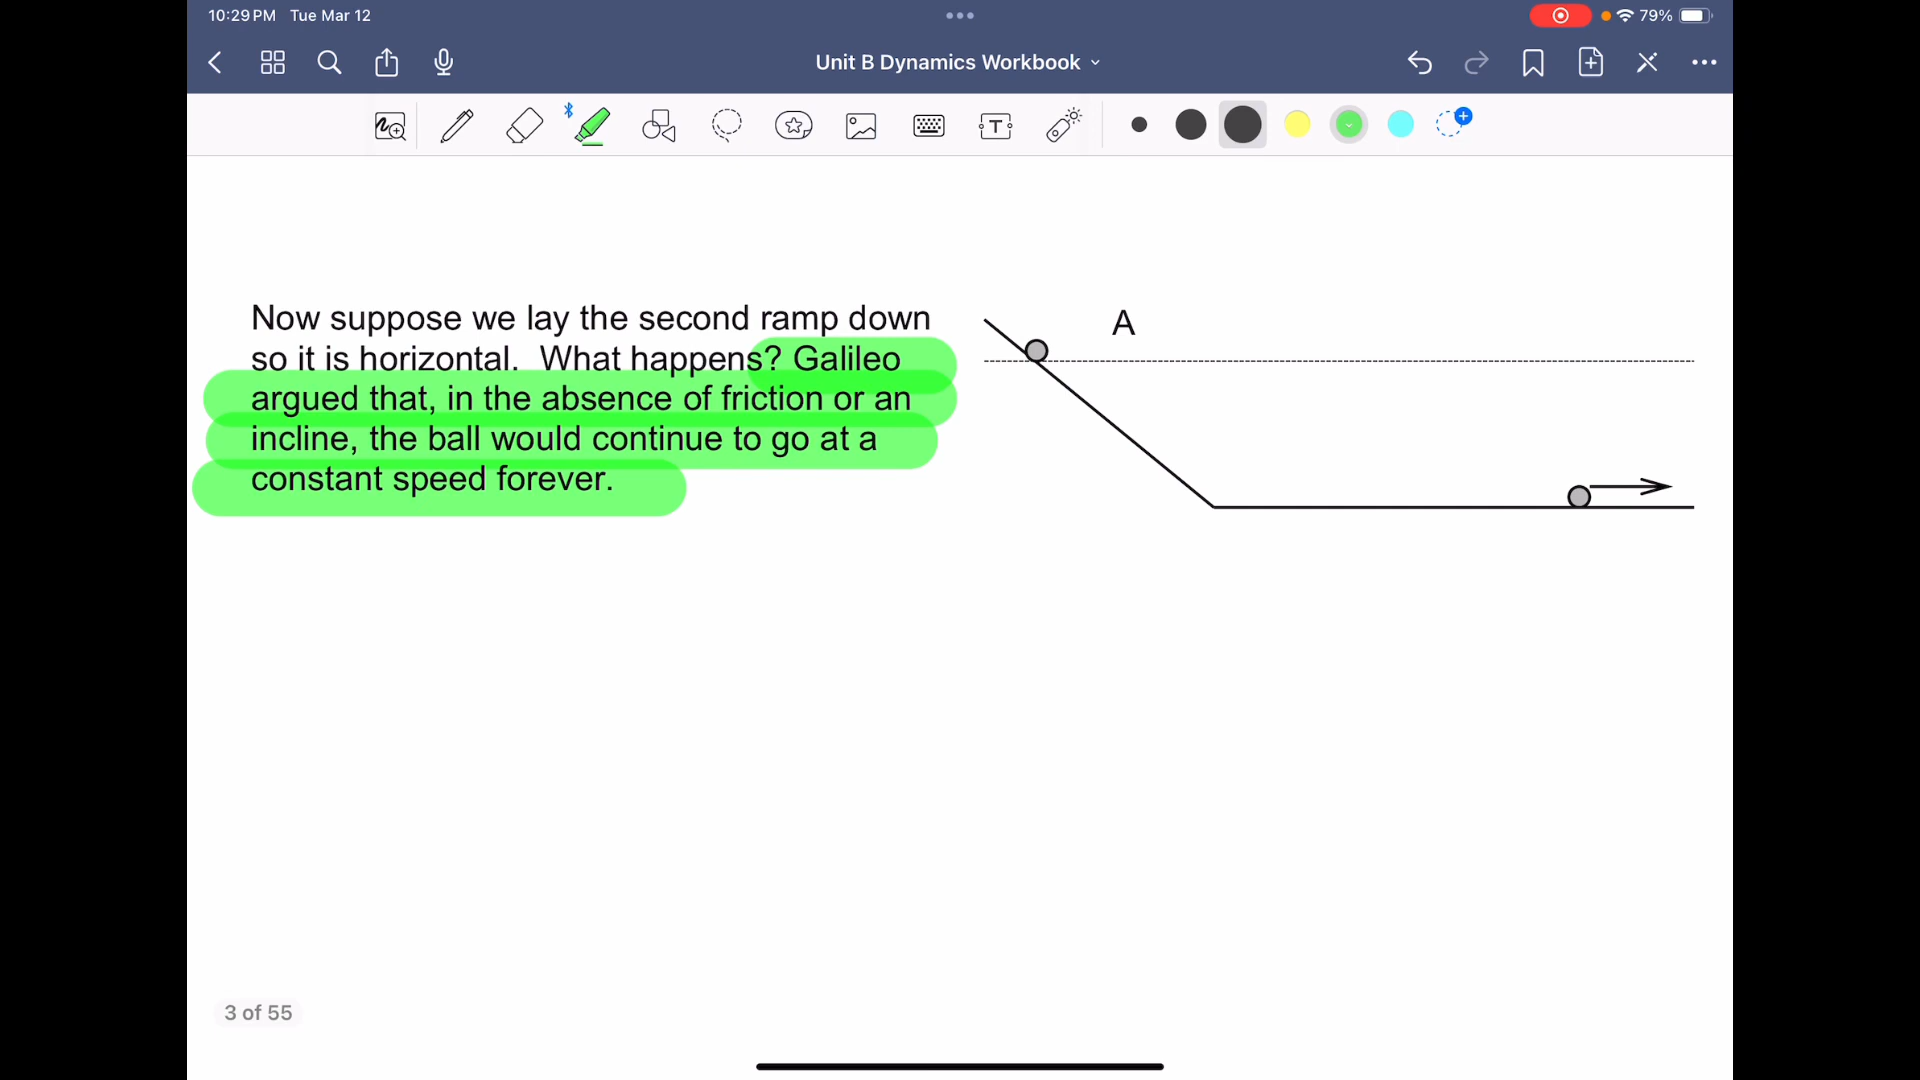 10:29 PM Tue Mar 12
79%
Unit B Dynamics Workbook
T
Now suppose we lay the second ramp down
so it is horizontal. What happens? Galileo
argued that, in the absence of friction or an
incline, the ball would continue to go at a
constant speed forever.
A
3 of 55